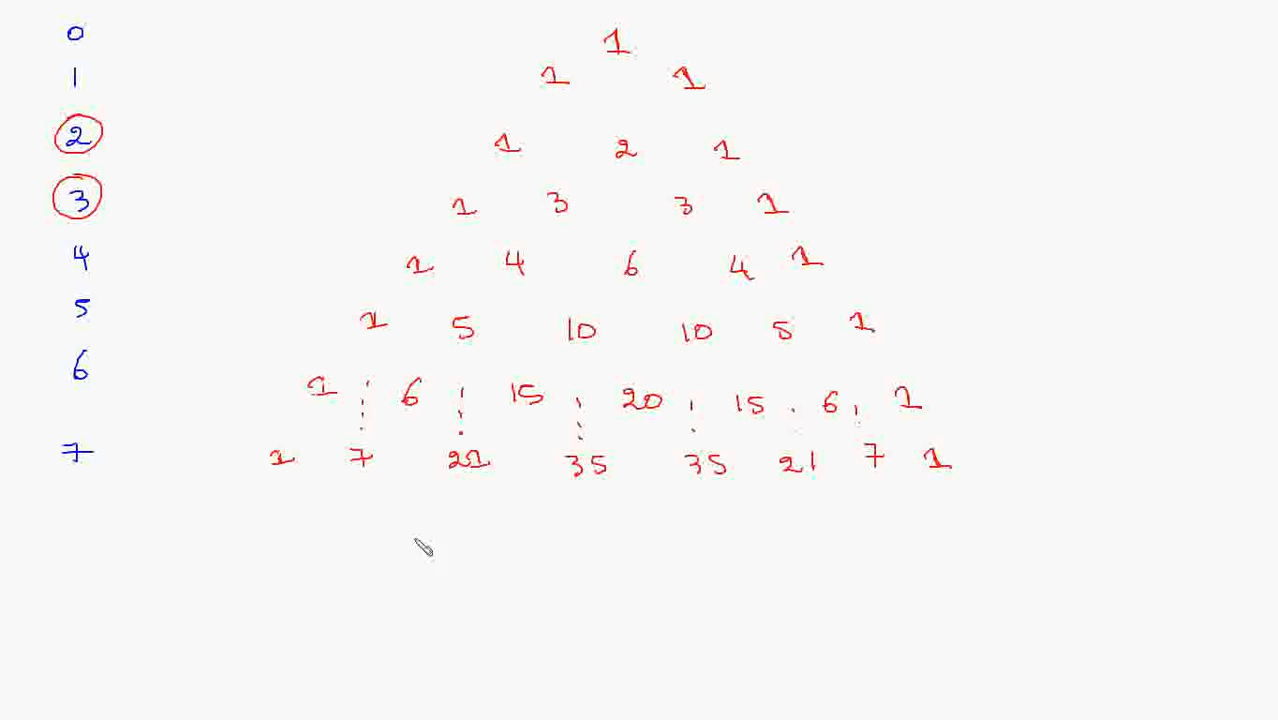 0 1
1 1 1
2 1 2 1
3 1 3 3 1
4 1 4 6 4 1
5 1 5 10 10 5 1
6 1 6 15 20 15 6 1
7 1 7 21 35 35 21 7 1